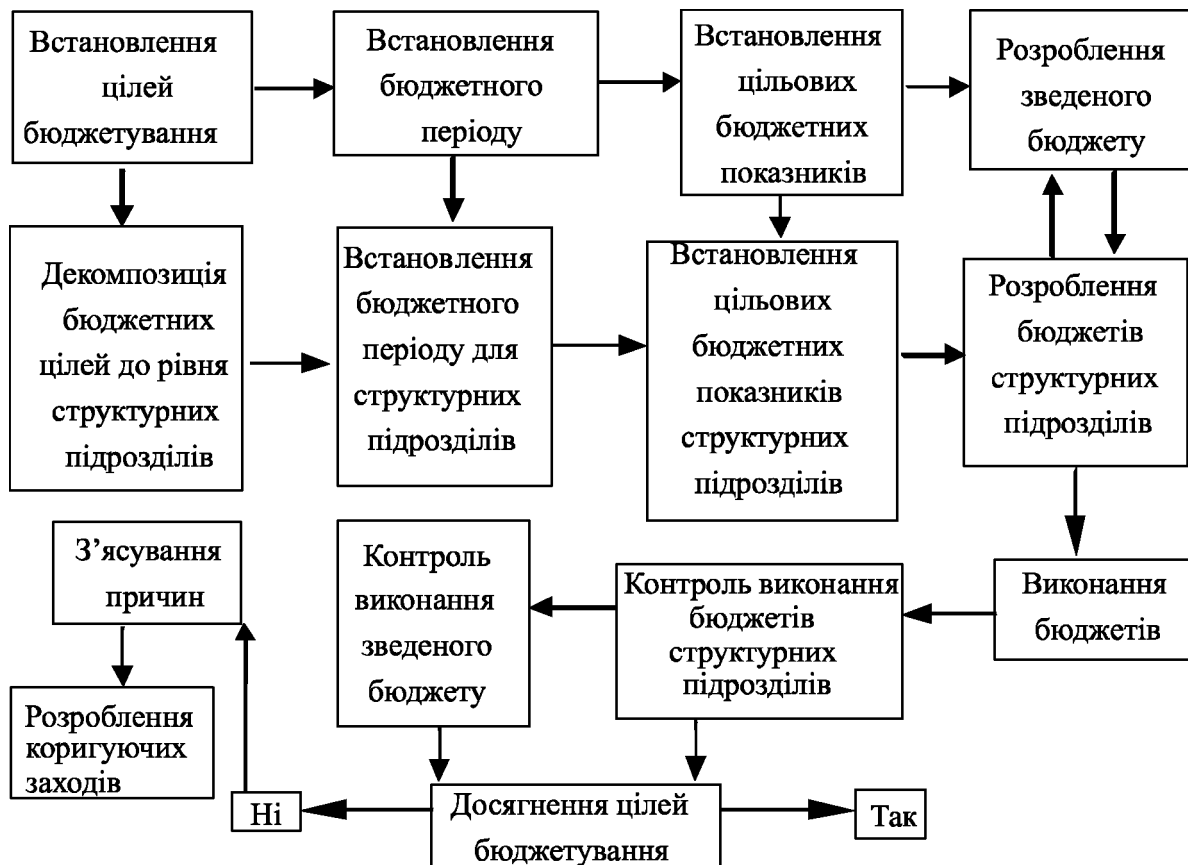 Встановлення
цілей
бюджетування
Встановлення
бюджетного
періоду
Встановлення
цільових
бюджетних
показників
Розроблення
зведеного
бюджету
Декомпозиція
бюджетних
цілей до рівня
структурних
підрозділів
Встановлення
бюджетного
періоду для
структурних
підрозділів
Встановлення
цільових
бюджетних
показників
структурних
підрозділів
Розроблення
бюджетів
структурних
підрозділів
З’ясування
причин
Контроль
виконання
зведеного
бюджету
Контроль виконання
бюджетів
структурних
підрозділів
Виконання
бюджетів
Розроблення
коригуючих
заходів
Ні
Досягнення цілей
бюджетування
Так